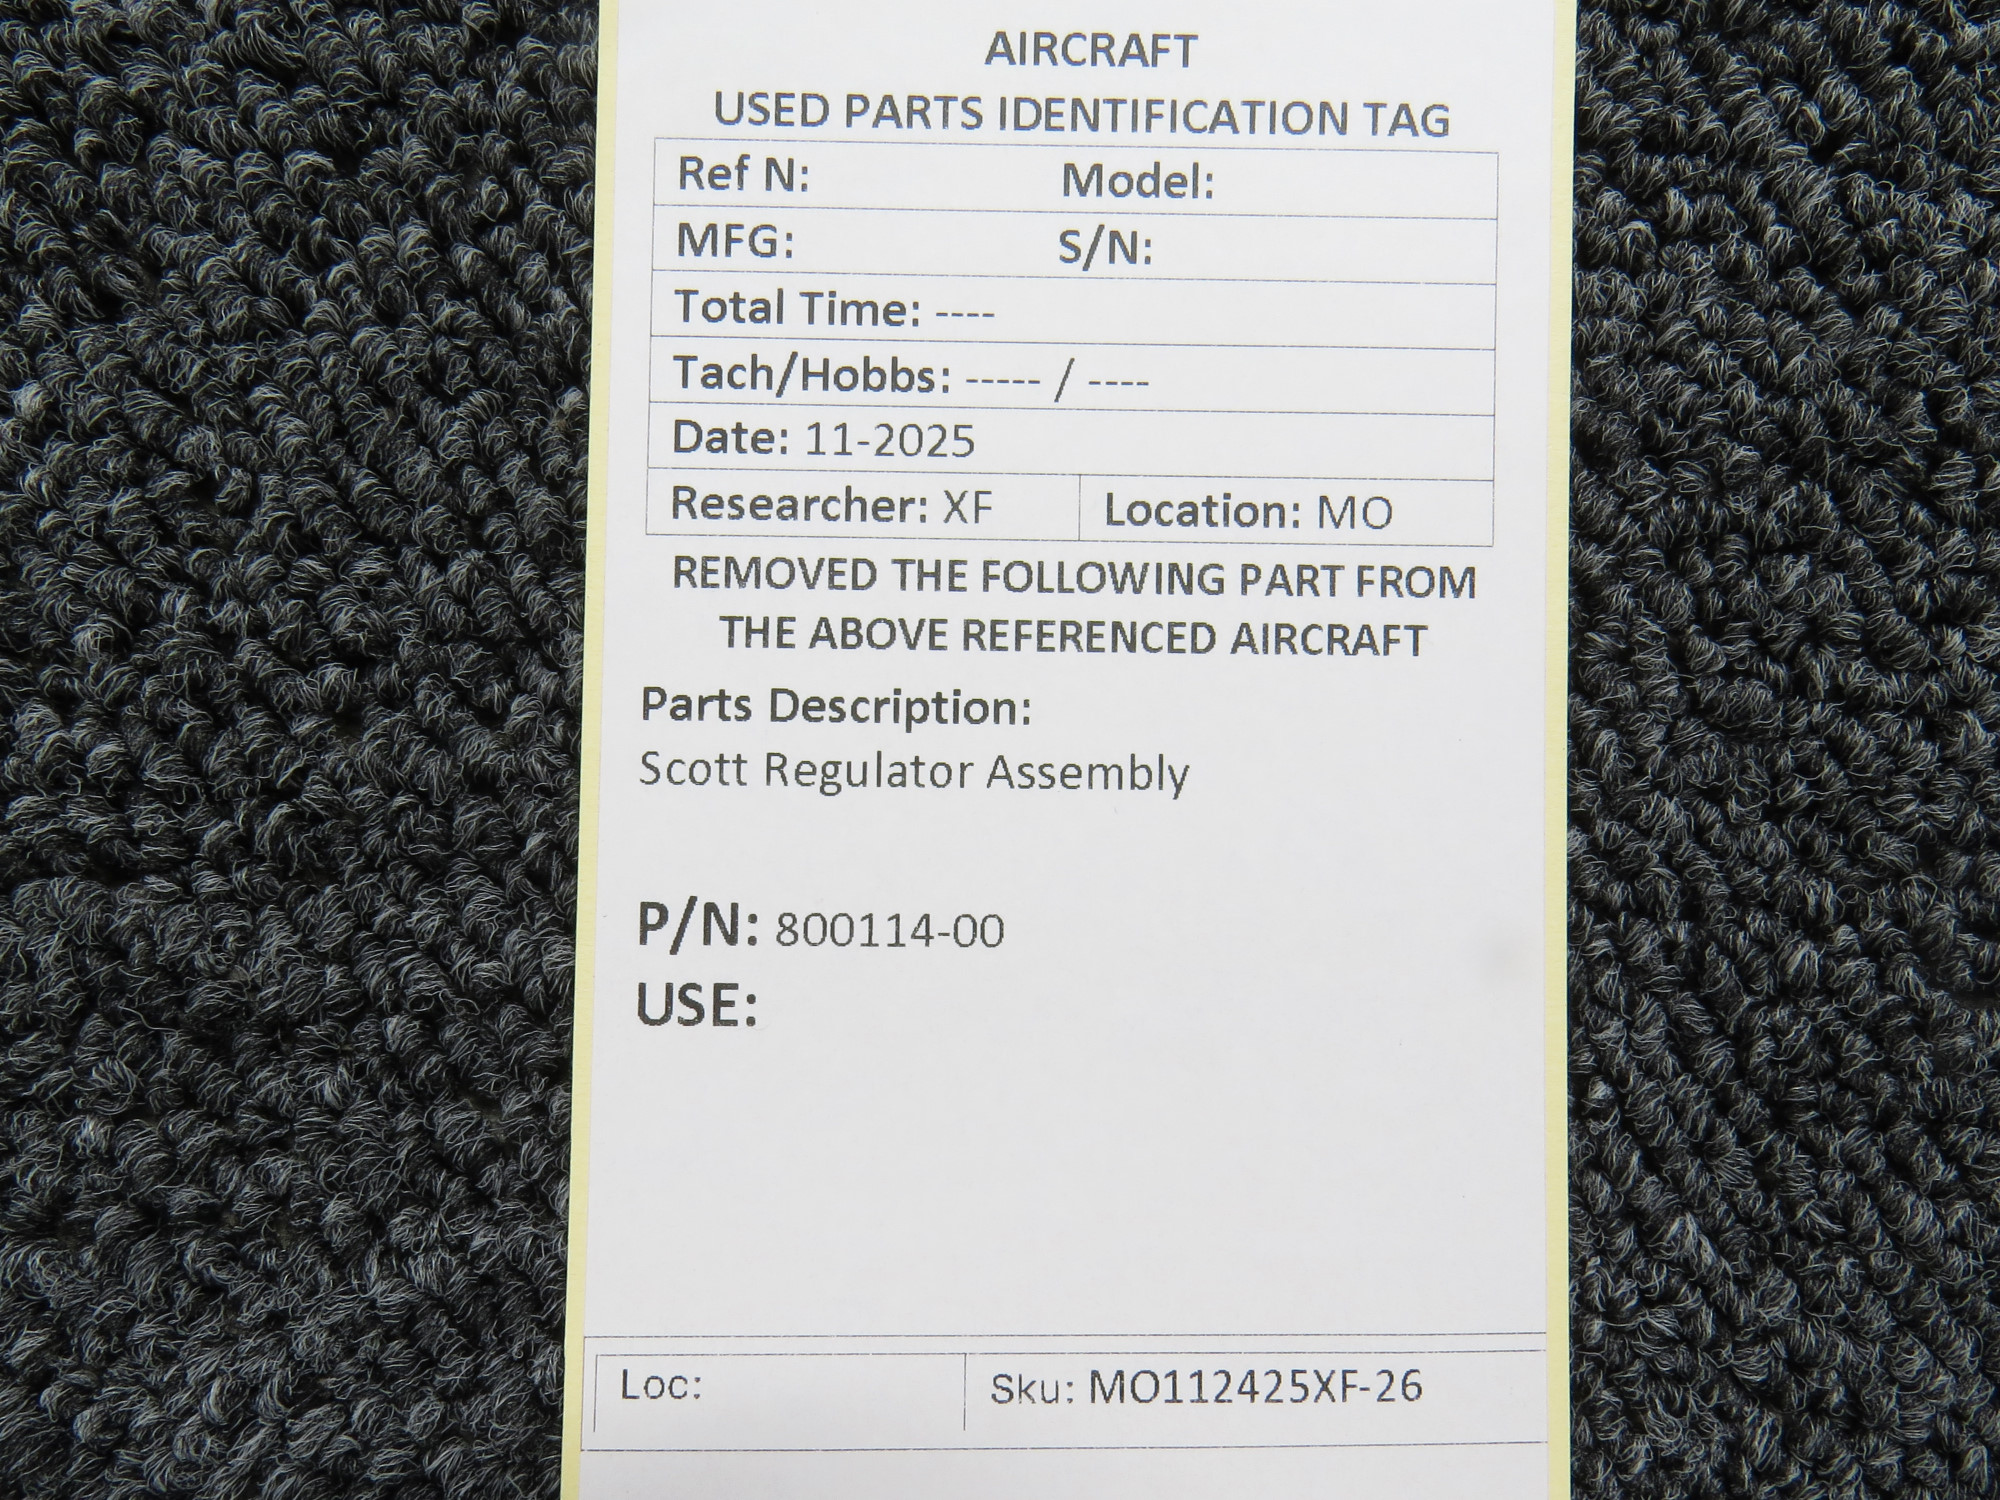 AIRCRAFT
USED PARTS IDENTIFICATION TAG
Ref N: Model:
MFG: S/N:
Total Time: ----
Tach/Hobbs: ----- / ----
Date: 11-2025
Researcher: XF Location: MO
REMOVED THE FOLLOWING PART FROM
THE ABOVE REFERENCED AIRCRAFT
Parts Description:
Scott Regulator Assembly
P/N: 800114-00
USE:
Loc: Sku: MO112425XF-26